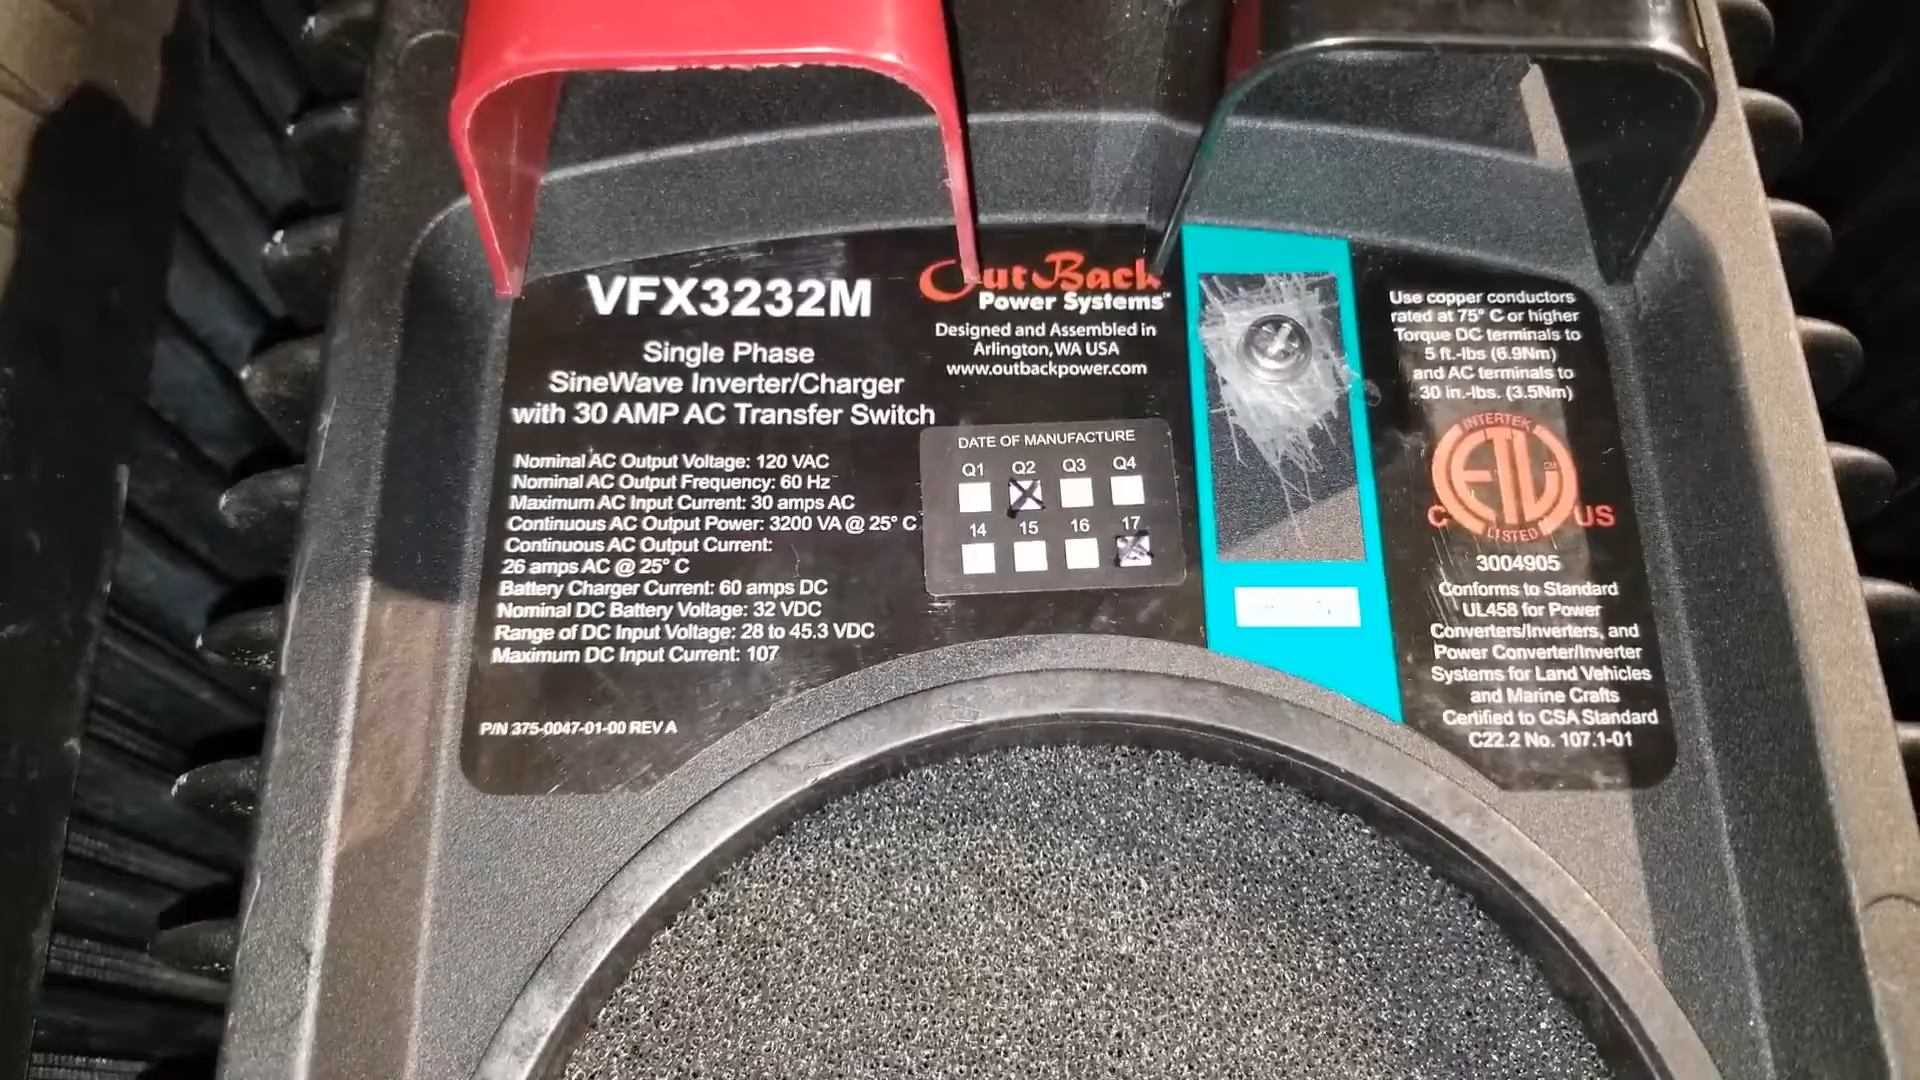 VFX3232M
Single Phase
SineWave Inverter/Charger
with 30 AMP AC Transfer Switch
Nominal AC Output Voltage: 120 VAC
Nominal AC Output Frequency: 60 Hz
Maximum AC Input Current: 30 amps AC
Continuous AC Output Power: 3200 VA @ 25° C
Continuous AC Output Current:
26 amps AC @ 25° C
Battery Charger Current: 60 amps DC
Nominal DC Battery Voltage: 32 VDC
Range of DC Input Voltage: 28 to 45.3 VDC
Maximum DC Input Current: 107
P/N 375-0047-01-00 REV A
OutBack
Power Systems™
Designed and Assembled in
Arlington, WA USA
www.outbackpower.com
DATE OF MANUFACTURE
Q1 Q2 Q3 Q4
14 15 16 17
Use copper conductors
rated at 75° C or higher
Torque DC terminals to
5 ft.-lbs (6.9Nm)
and AC terminals to
30 in.-lbs. (3.5Nm)
INTERTEK
ETL CM
C US
LISTED
3004905
Conforms to Standard
UL458 for Power
Converters/Inverters, and
Power Converter/Inverter
Systems for Land Vehicles
and Marine Crafts
Certified to CSA Standard
C22.2 No. 107.1-01